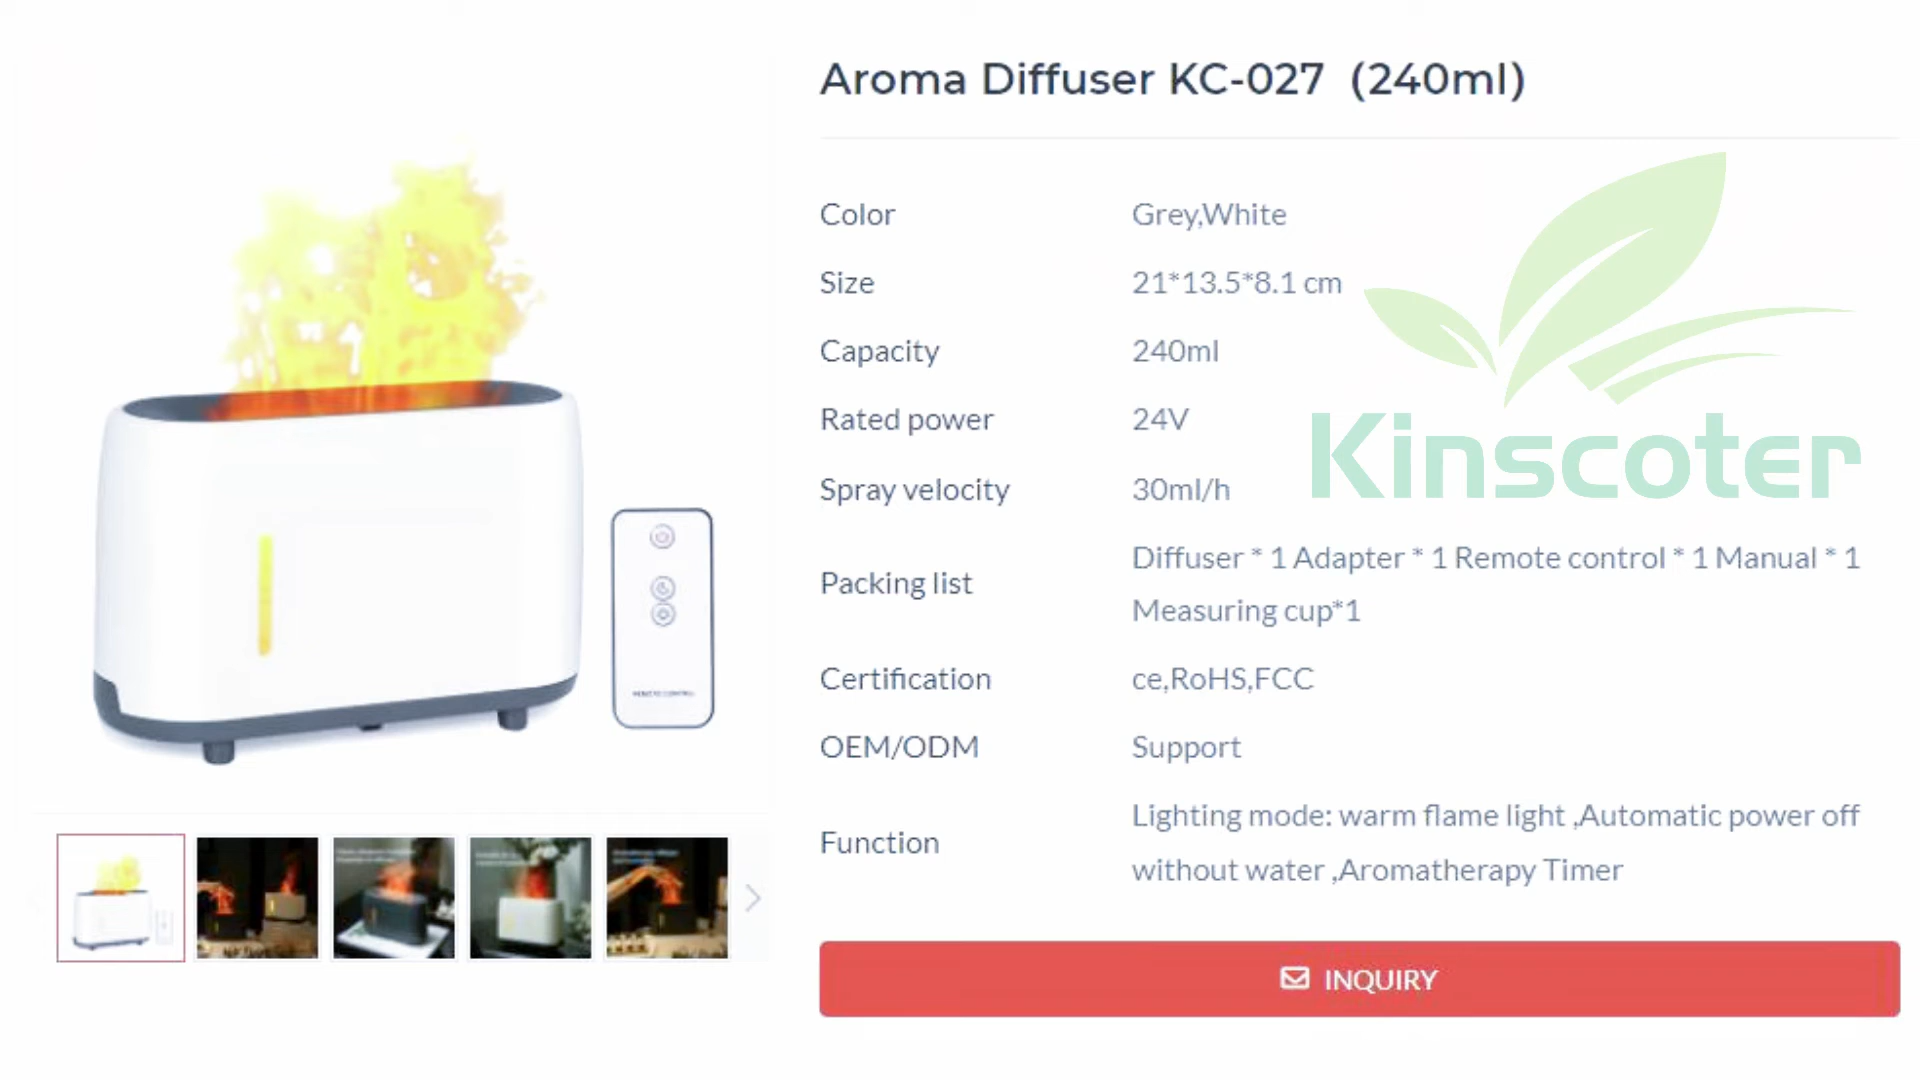 Aroma Diffuser KC-027 (240ml)
Color Grey,White
Size 21*13.5*8.1 cm
Capacity 240ml
Rated power 24V
Kinscoter
Spray velocity 30ml/h
Packing list Diffuser * 1 Adapter * 1 Remote control * 1 Manual * 1
Measuring cup*1
REMOTE CONTROL
Certification ce,RoHS,FCC
OEM/ODM Support
Function Lighting mode: warm flame light ,Automatic power off
without water ,Aromatherapy Timer
INQUIRY